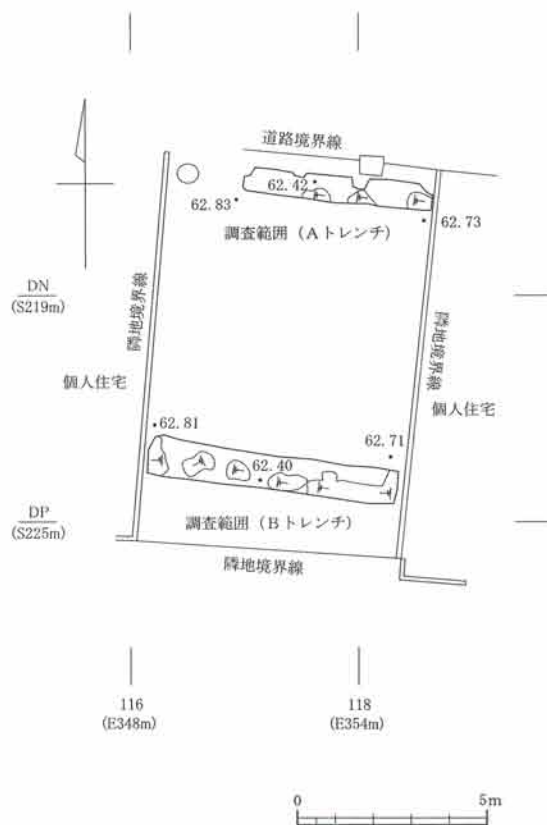 道路境界線
62.42
62.83
62.73
調査範囲(Aトレンチ)
DN
(S219m)
隣地境界線
隣地境界線
個人住宅
個人住宅
62.81
62.71
62.40
DP
(S225m)
調査範囲(Bトレンチ)
隣地境界線
116
(E348m)
118
(E354m)
0
5m